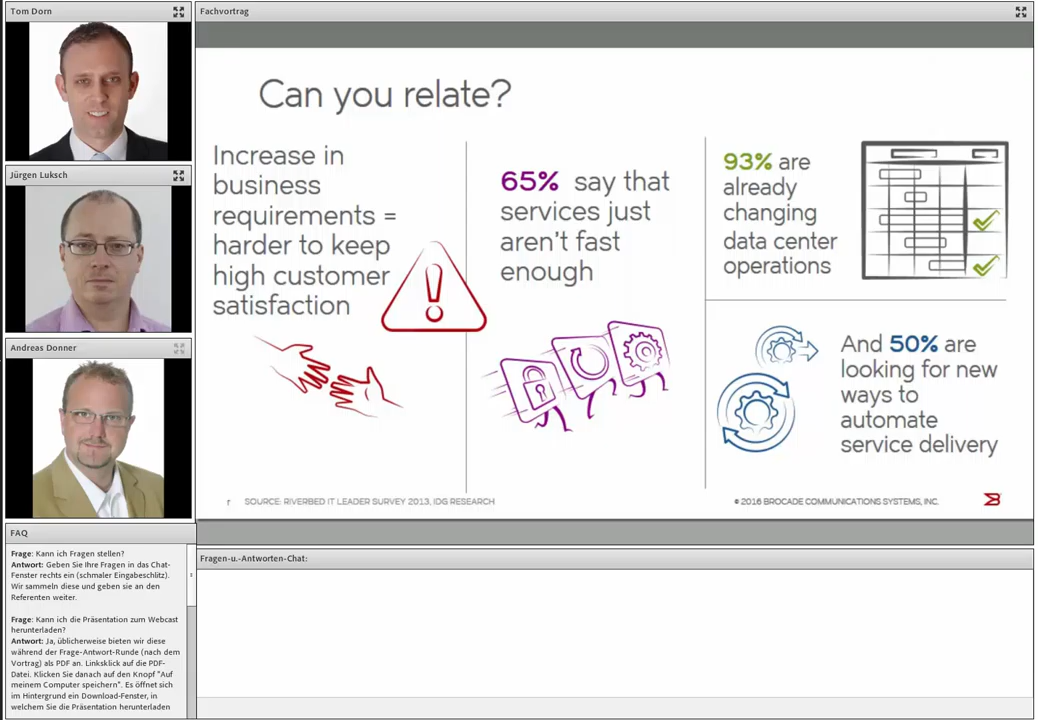 Tom Dorn
Fachvortrag
Can you relate?
Increase in
business
requirements =
harder to keep
high customer
satisfaction
65% say that
services just
aren't fast
enough
93% are
already
changing
data center
operations
And 50% are
looking for new
ways to
automate
service delivery
SOURCE: RIVERBED IT LEADER SURVEY 2013, IDG RESEARCH
© 2016 BROCADE COMMUNICATIONS SYSTEMS, INC.
Jürgen Luksch
Andreas Donner
FAQ
Frage: Kann ich Fragen stellen?
Antwort: Geben Sie Ihre Fragen in das Chat-
Fenster rechts ein (schmaler Eingabeschlitz).
Wir sammeln diese und geben sie an den
Referenten weiter.
Frage: Kann ich die Präsentation zum Webcast
herunterladen?
Antwort: Ja, üblicherweise bieten wir diese
während der Frage-Antwort-Runde (nach dem
Vortrag) als PDF an. Linksklick auf die PDF-
Datei. Klicken Sie danach auf den Knopf "Auf
meinem Computer speichern". Es öffnet sich
im Hintergrund ein Download-Fenster, in
welchem Sie die Präsentation herunterladen
Fragen-u.-Antworten-Chat: